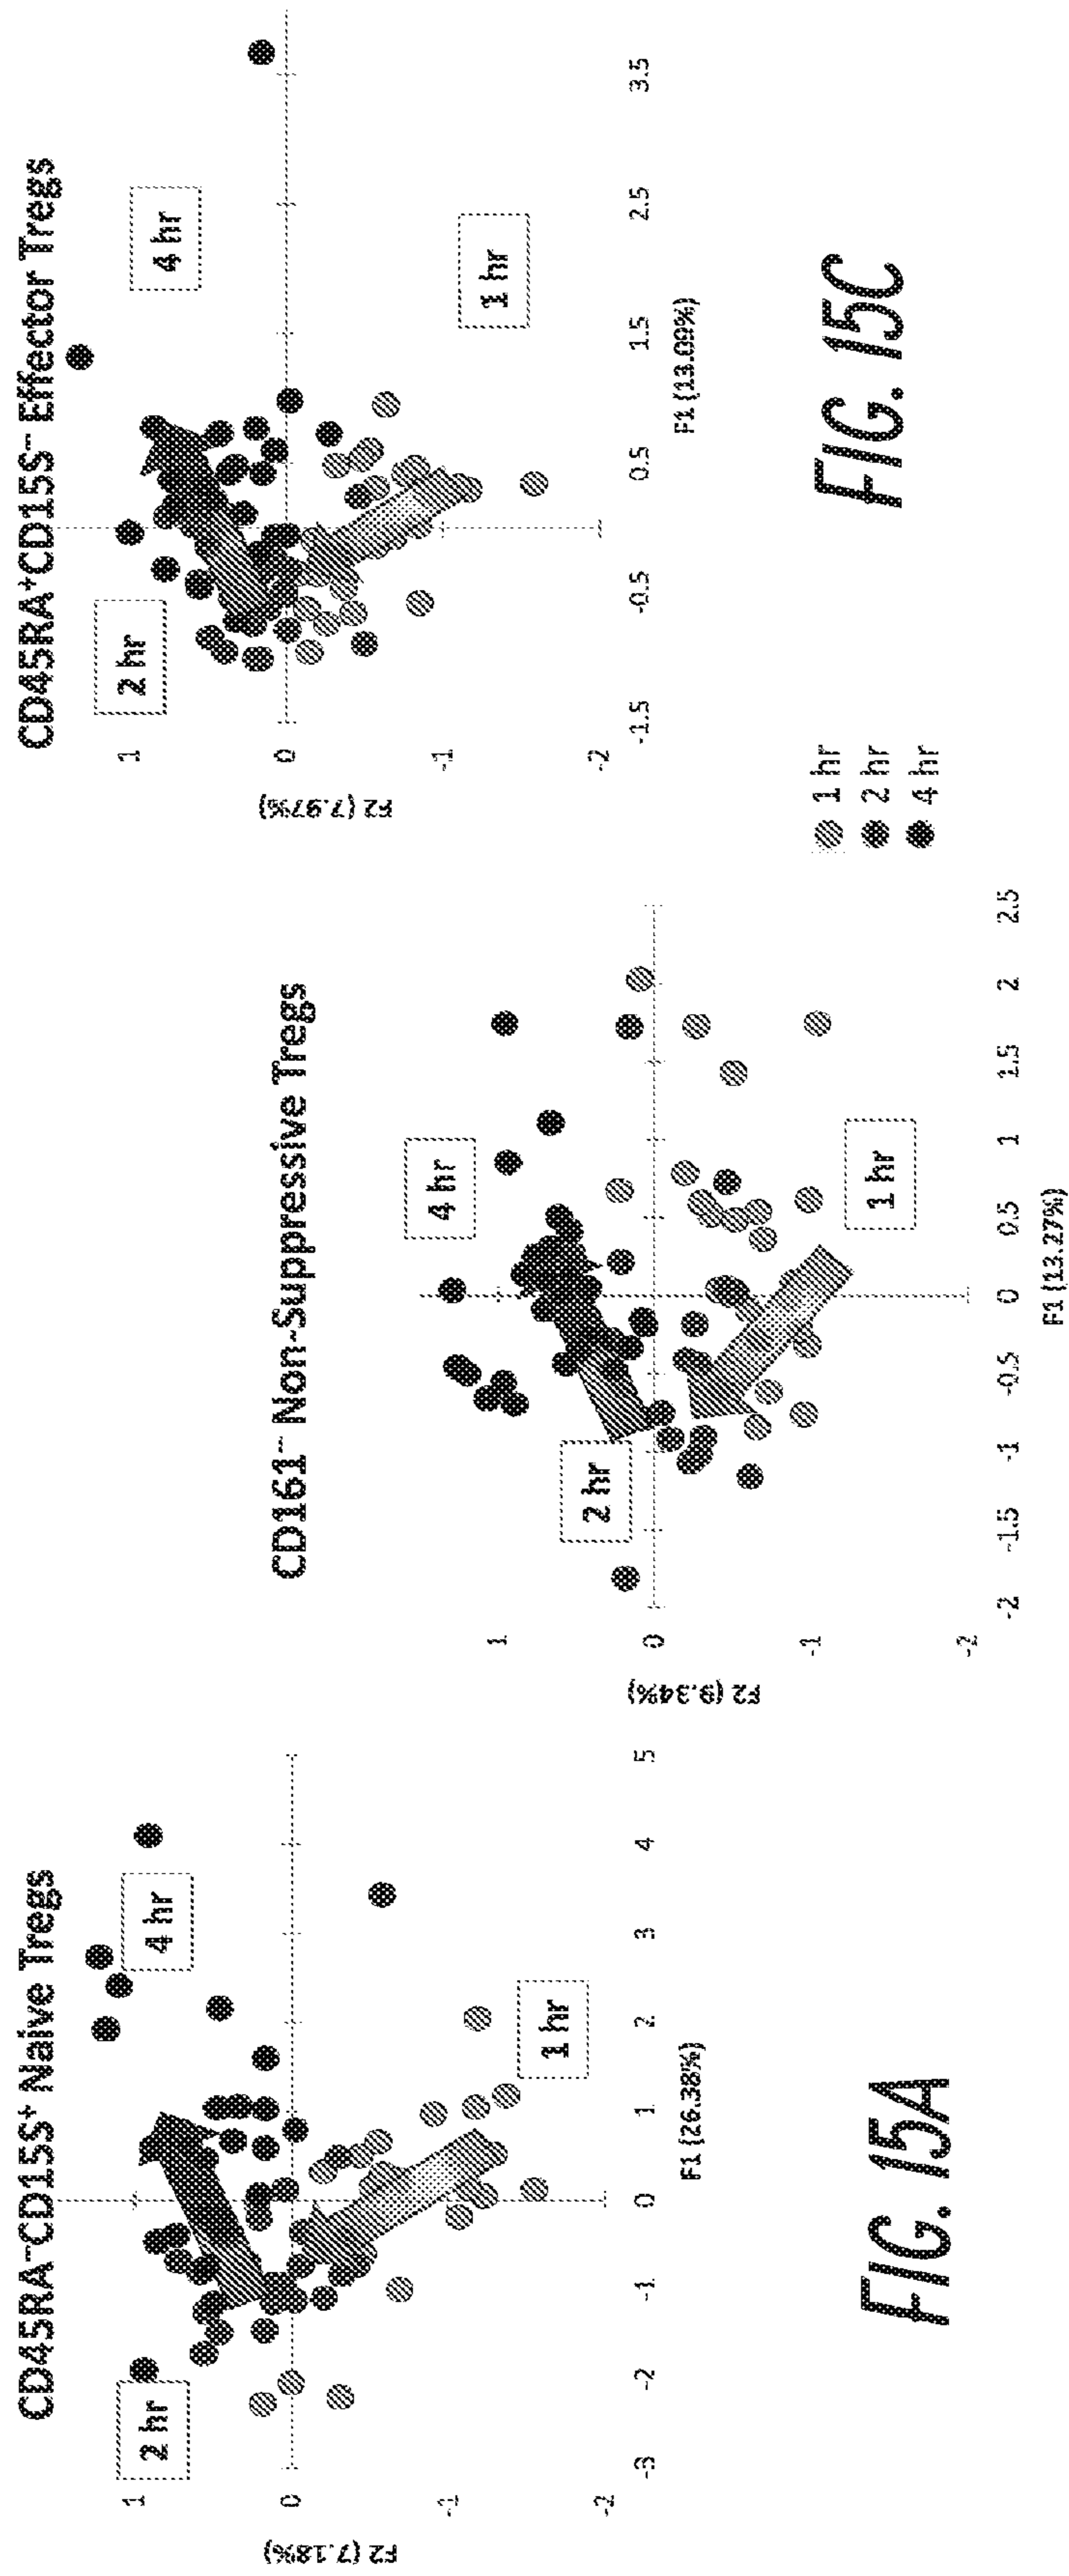 CD45RA⁻CD15S⁺ Naive Tregs
2 hr
4 hr
1 hr
1
0
-1
-2
F2 (7.18%)
-3 -2 -1 0 1 2 3 4 5
F1 (26.38%)
FIG. 15A
CD161⁻ Non-Suppressive Tregs
4 hr
2 hr
1 hr
1
0
-1
-2
F2 (9.34%)
-2 -1.5 -1 -0.5 0 0.5 1 1.5 2 2.5
F1 (13.27%)
CD45RA⁺CD15S⁻ Effector Tregs
2 hr
4 hr
1 hr
1
0
-1
-2
F2 (7.97%)
-1.5 -0.5 0.5 1.5 2.5 3.5
F1 (13.09%)
1 hr
2 hr
4 hr
FIG. 15C